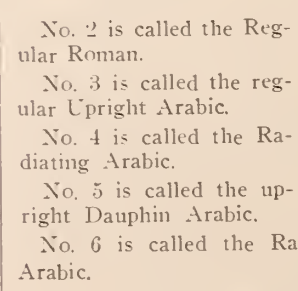 No. 2 is called the Reg-
ular Roman.
No. 3 is called the reg-
ular Upright Arabic.
No. 4 is called the Ra-
diating Arabic.
No. 5 is called the up-
right Dauphin Arabic.
No. 6 is called the Ra
Arabic.